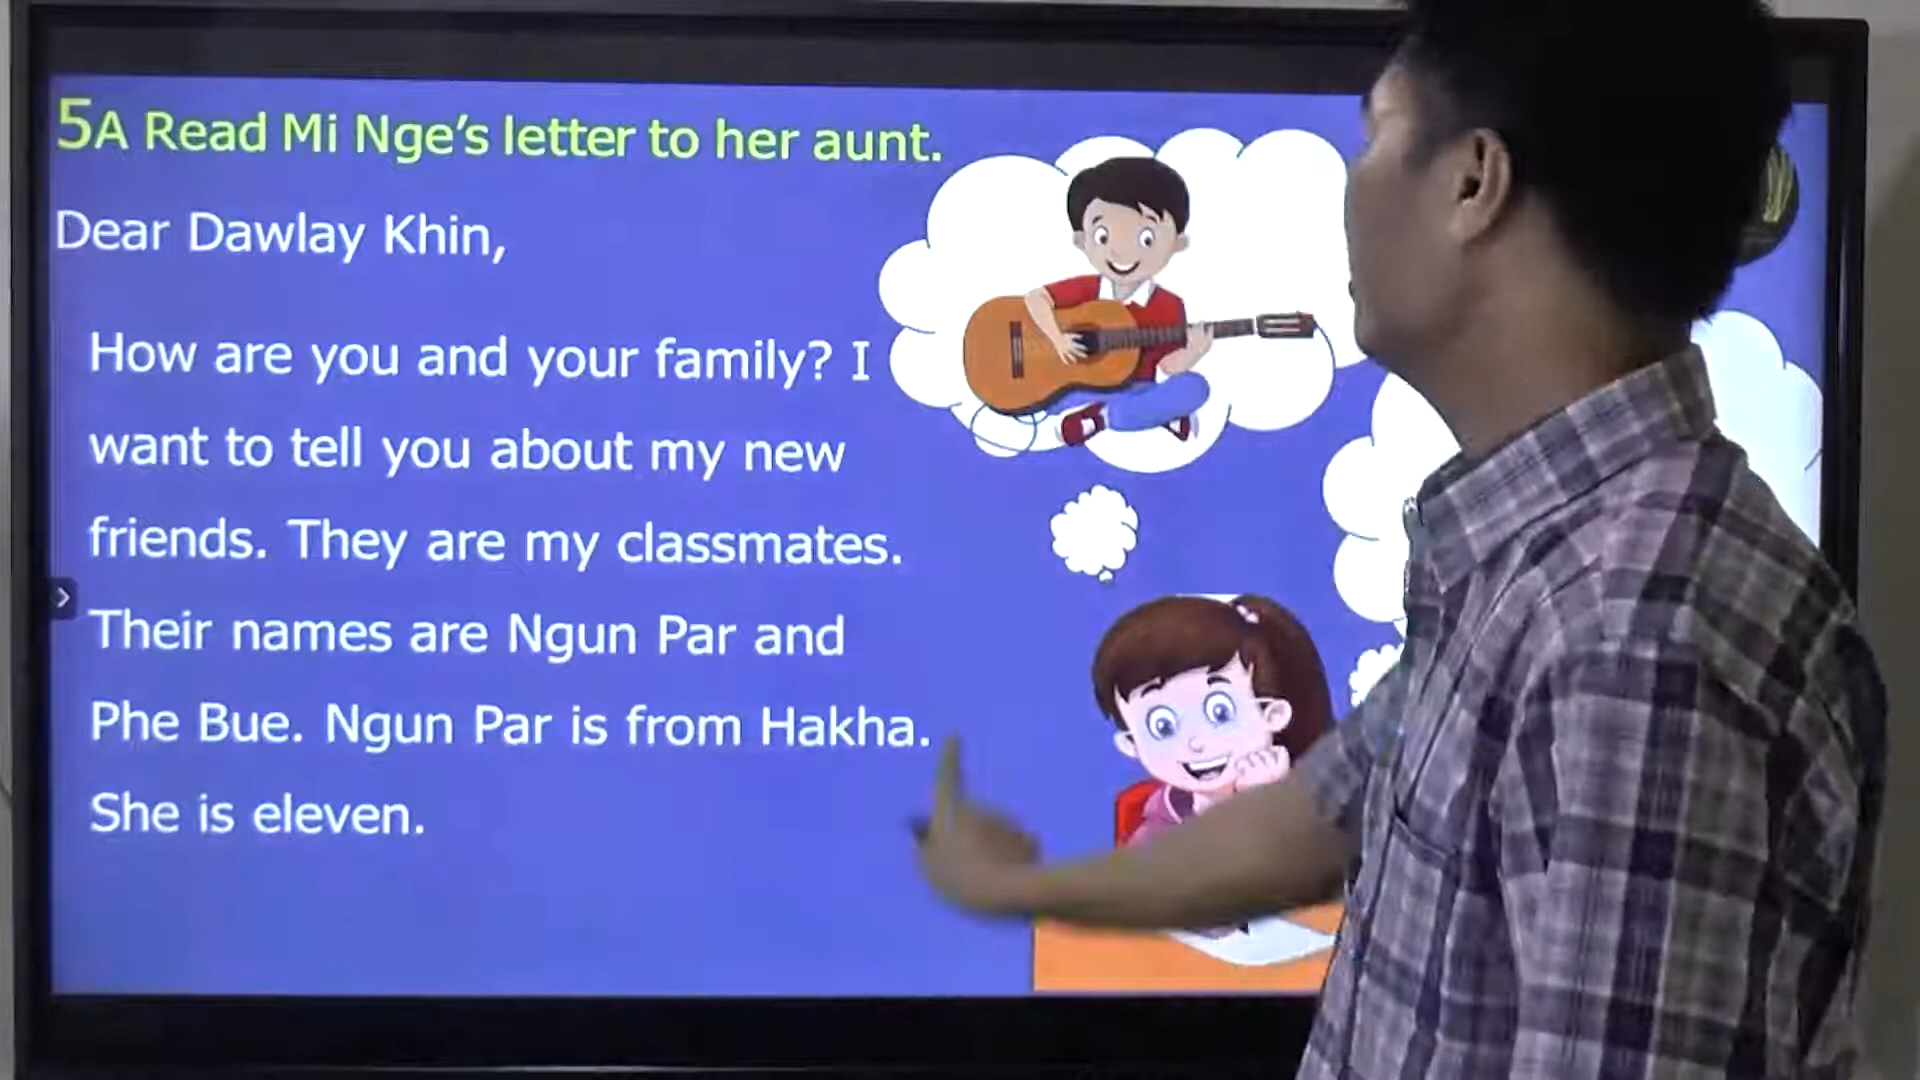 5A Read Mi Nge's letter to her aunt.
Dear Dawlay Khin,
How are you and your family? I
want to tell you about my new
friends. They are my classmates.
Their names are Ngun Par and
Phe Bue. Ngun Par is from Hakha.
She is eleven.